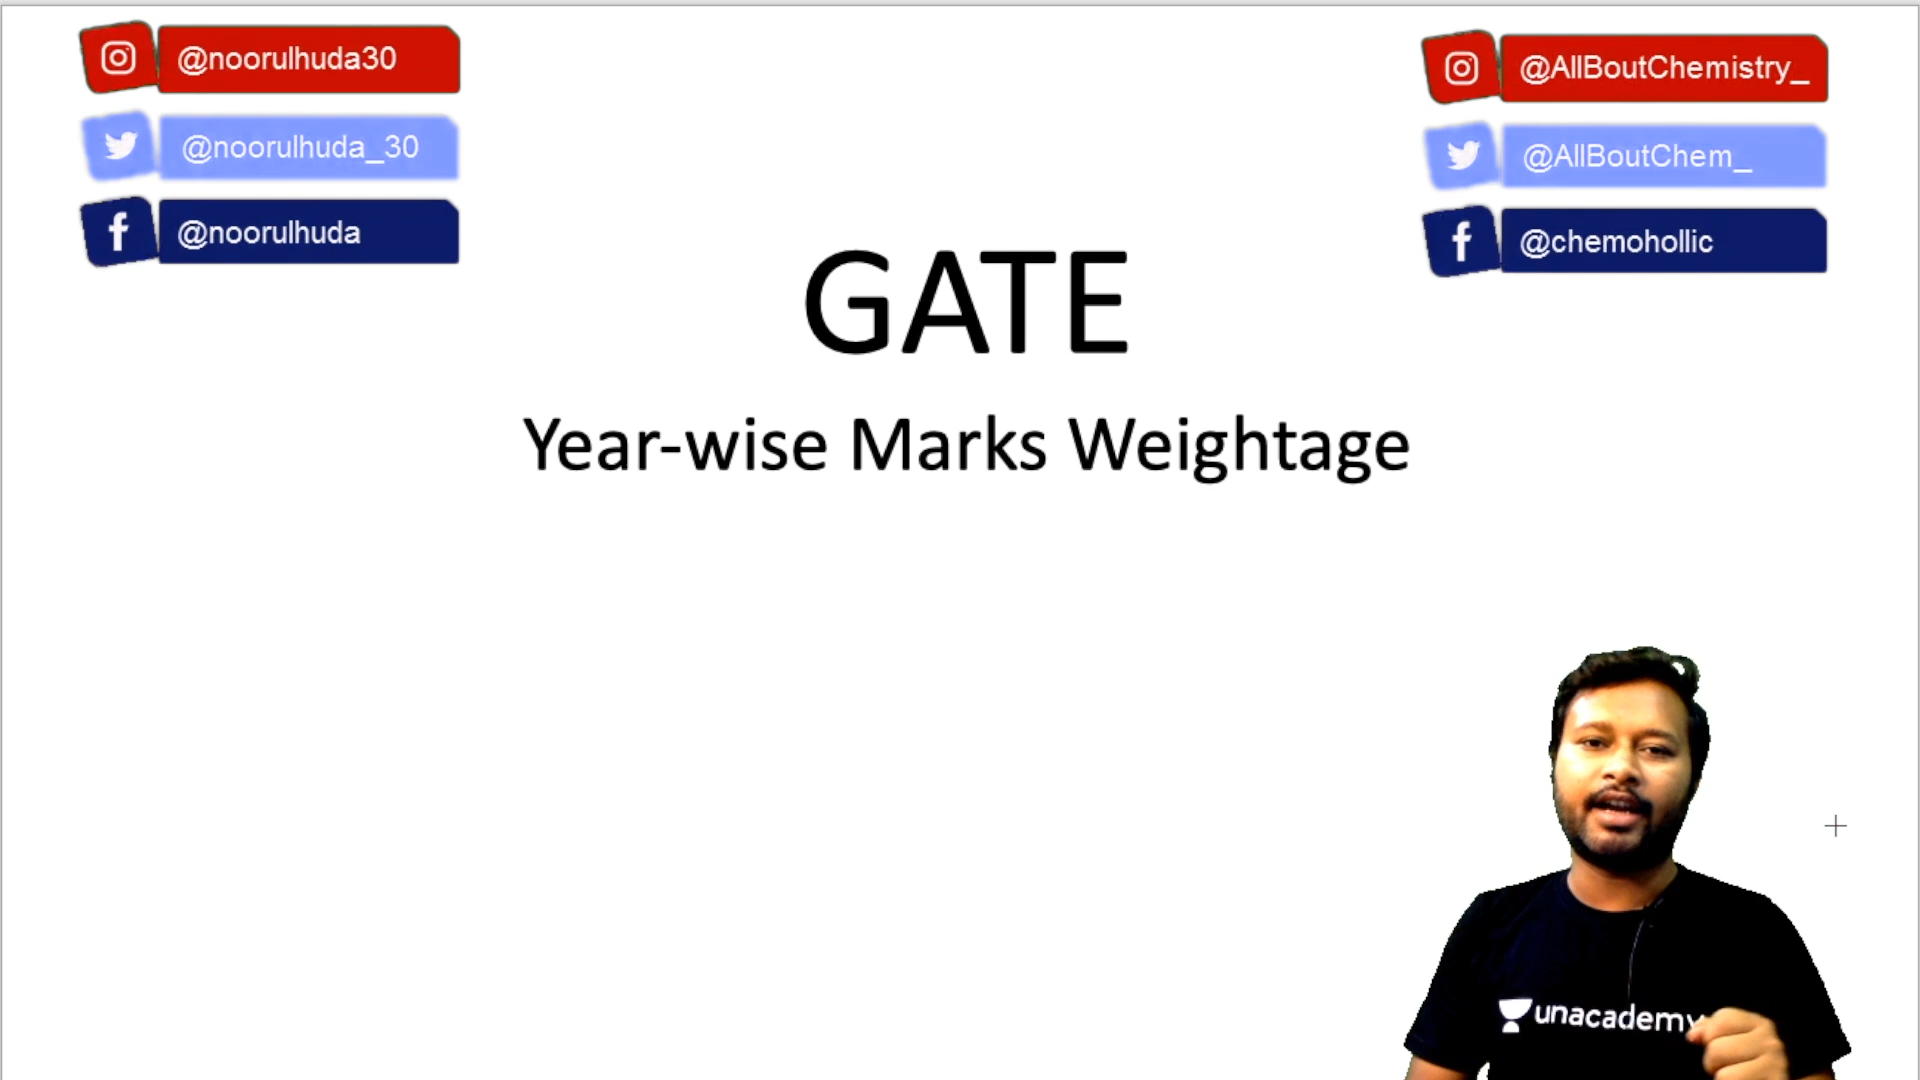 @noorulhuda30
@noorulhuda_30
@noorulhuda
@AllBoutChemistry_
@AllBoutChem_
@chemohollic
GATE
Year-wise Marks Weightage
unacademy